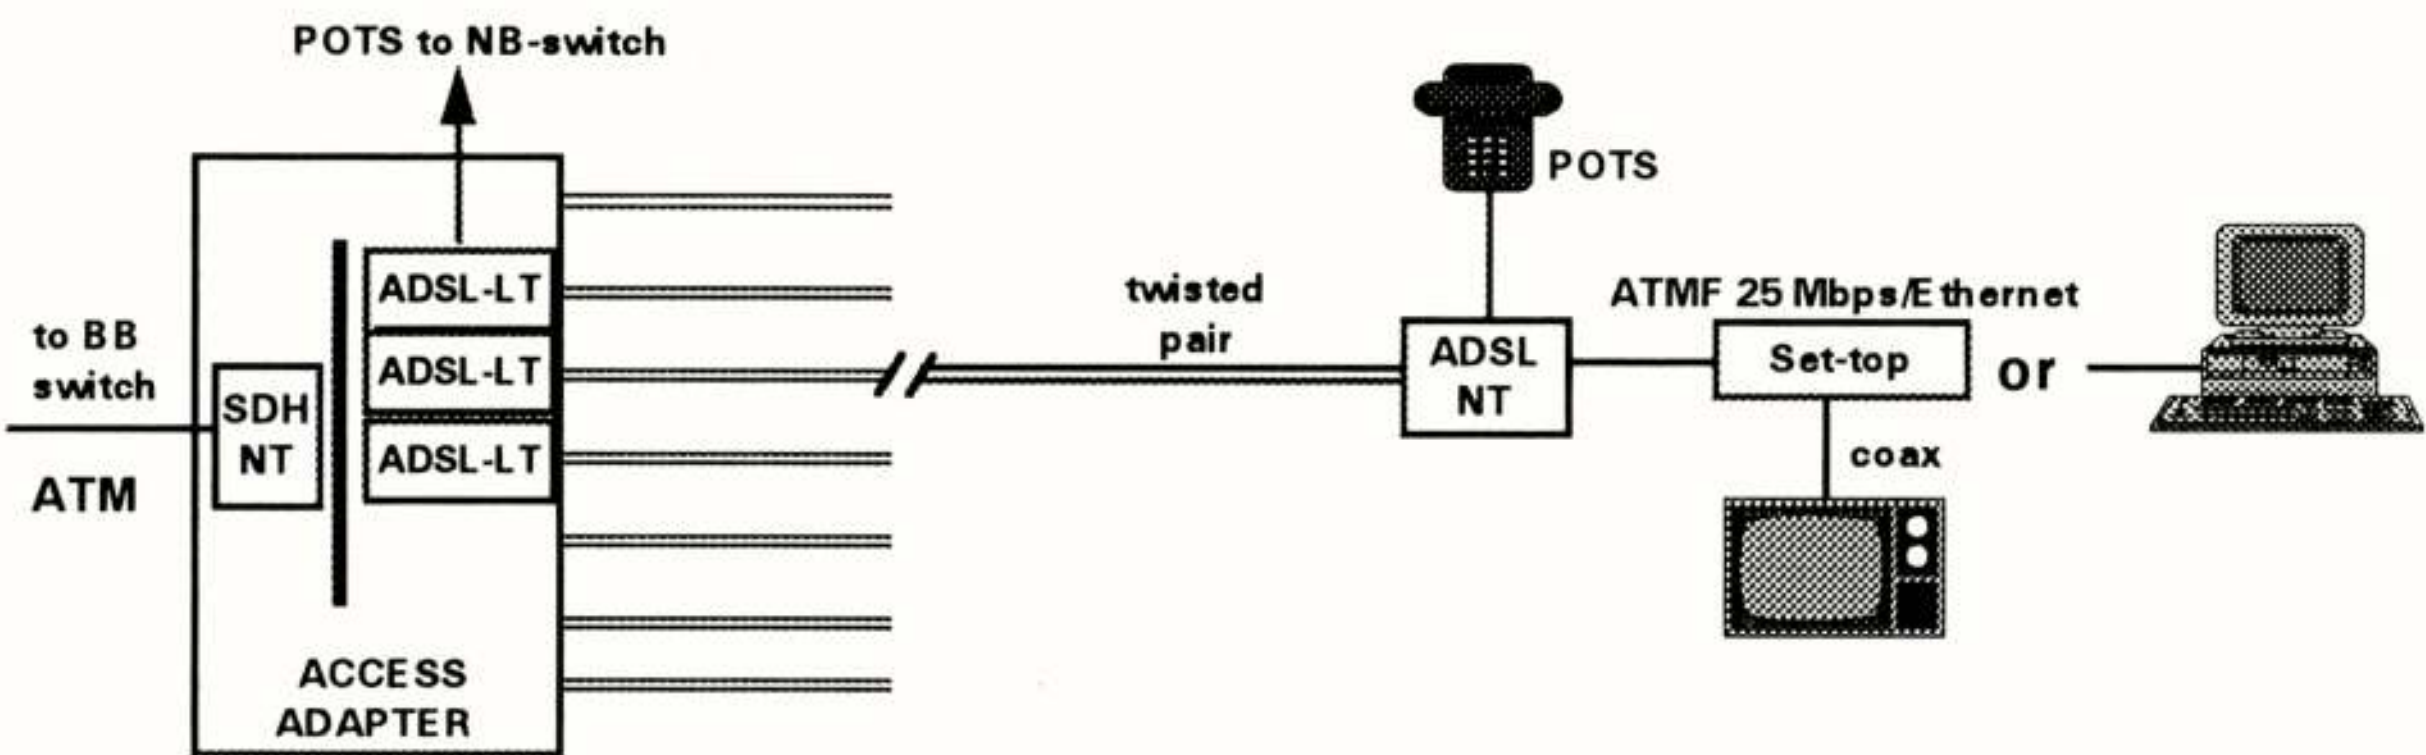 POTS to NB-switch
to BB
switch
ATM
SDH
NT
ADSL-LT
ADSL-LT
ADSL-LT
ACCESS
ADAPTER
twisted
pair
POTS
ADSL
NT
ATMF 25 Mbps/Ethernet
Set-top
or
coax